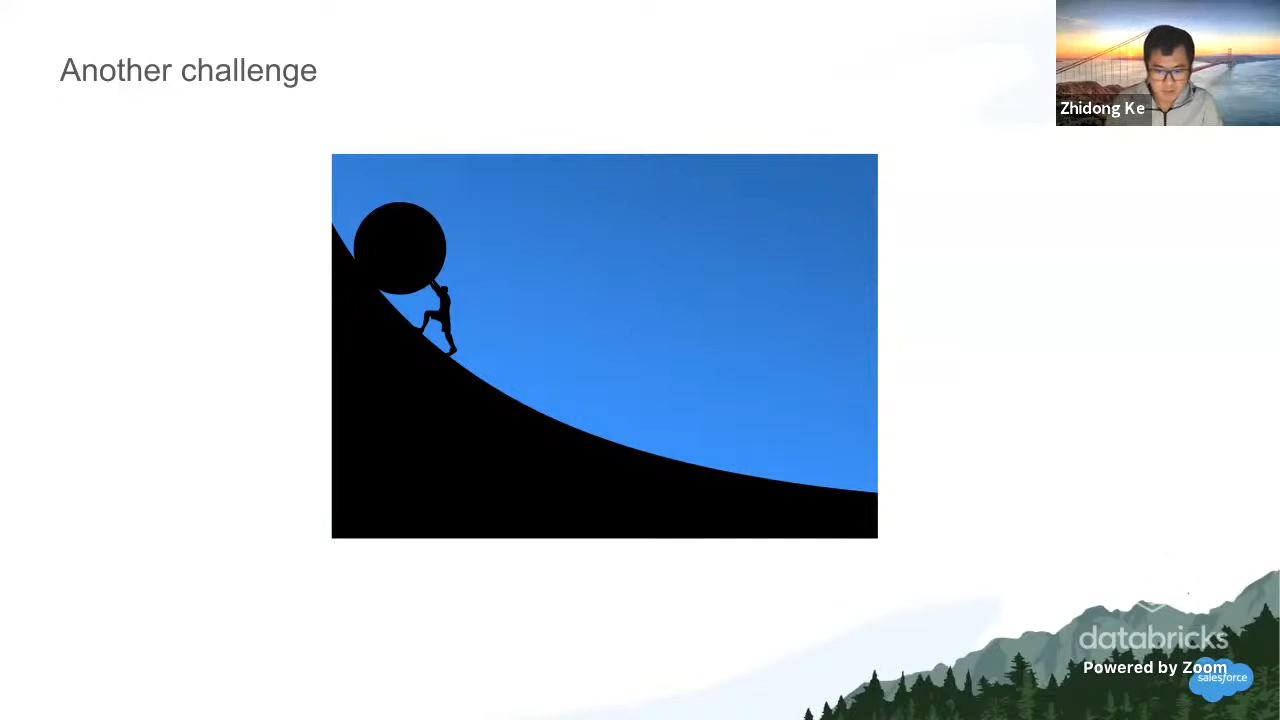 Another challenge
Zhidong Ke
databricks
Powered by Zoom
salesforce